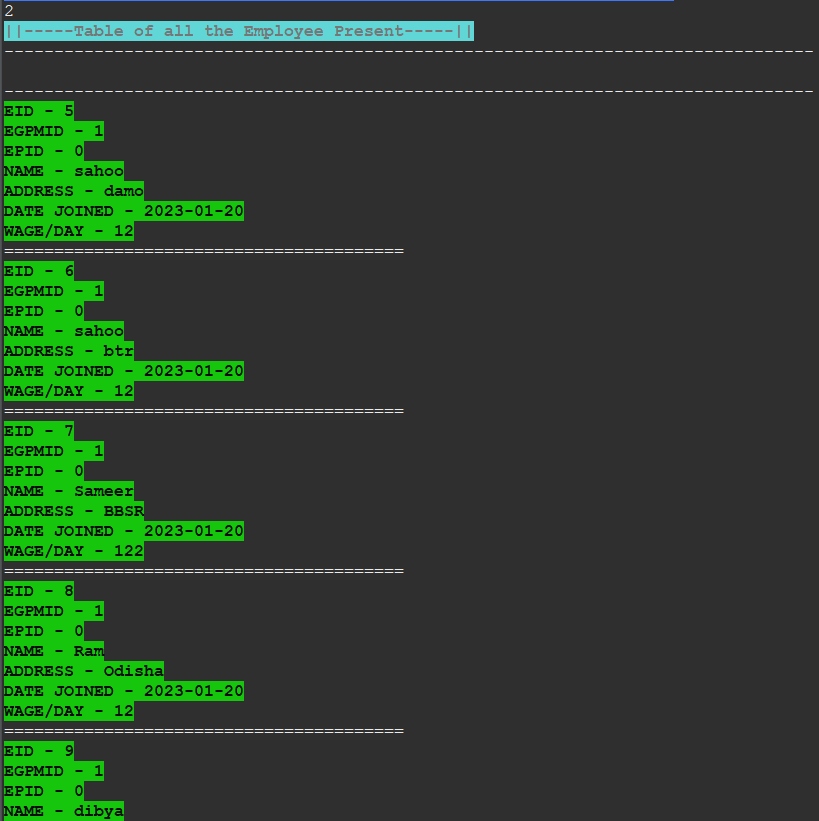 2
||-----Table of all the Employee Present-----||
---------------------------------------------------------------------------------
---------------------------------------------------------------------------------
EID - 5
EGPMID - 1
EPID - 0
NAME - sahoo
ADDRESS - damo
DATE JOINED - 2023-01-20
WAGE/DAY - 12
========================================
EID - 6
EGPMID - 1
EPID - 0
NAME - sahoo
ADDRESS - btr
DATE JOINED - 2023-01-20
WAGE/DAY - 12
========================================
EID - 7
EGPMID - 1
EPID - 0
NAME - Sameer
ADDRESS - BBSR
DATE JOINED - 2023-01-20
WAGE/DAY - 122
========================================
EID - 8
EGPMID - 1
EPID - 0
NAME - Ram
ADDRESS - Odisha
DATE JOINED - 2023-01-20
WAGE/DAY - 12
========================================
EID - 9
EGPMID - 1
EPID - 0
NAME - dibya